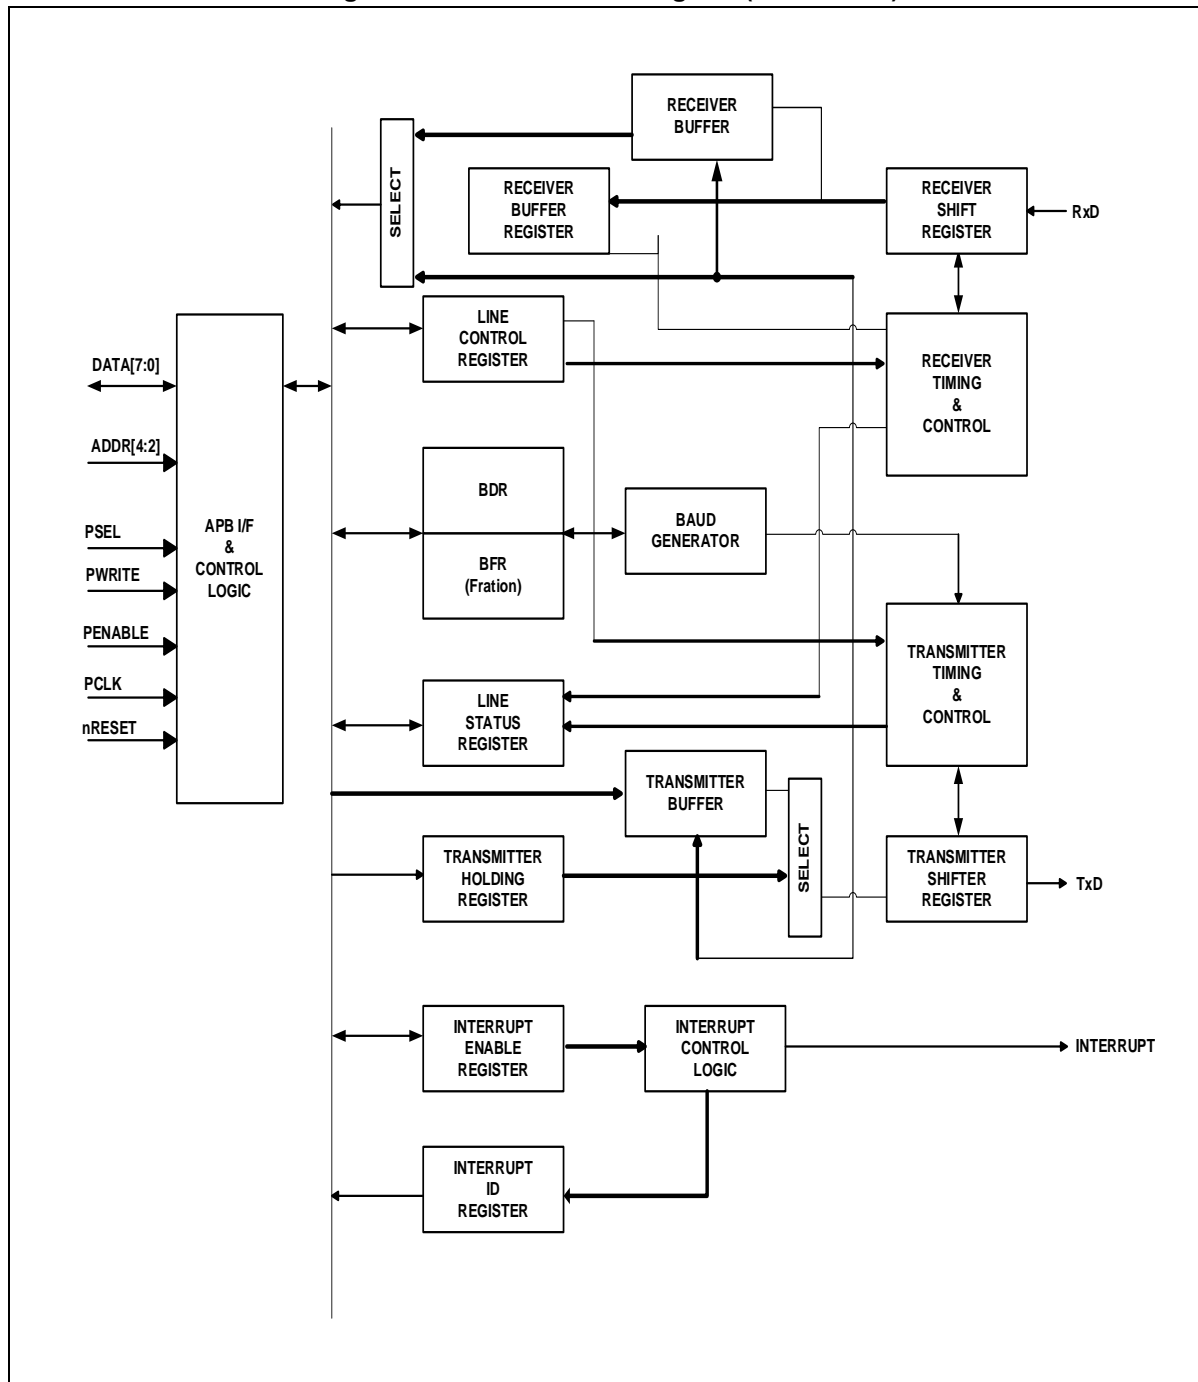 RECEIVER
BUFFER
SELECT
RECEIVER
BUFFER
REGISTER
RECEIVER
SHIFT
REGISTER
RxD
LINE
CONTROL
REGISTER
RECEIVER
TIMING
&
CONTROL
DATA[7:0]
ADDR[4:2]
PSEL
PWRITE
PENABLE
PCLK
nRESET
APB I/F
&
CONTROL
LOGIC
BDR
BFR
(Fration)
BAUD
GENERATOR
TRANSMITTER
TIMING
&
CONTROL
LINE
STATUS
REGISTER
TRANSMITTER
BUFFER
SELECT
TRANSMITTER
HOLDING
REGISTER
TRANSMITTER
SHIFTER
REGISTER
TxD
INTERRUPT
ENABLE
REGISTER
INTERRUPT
CONTROL
LOGIC
INTERRUPT
INTERRUPT
ID
REGISTER